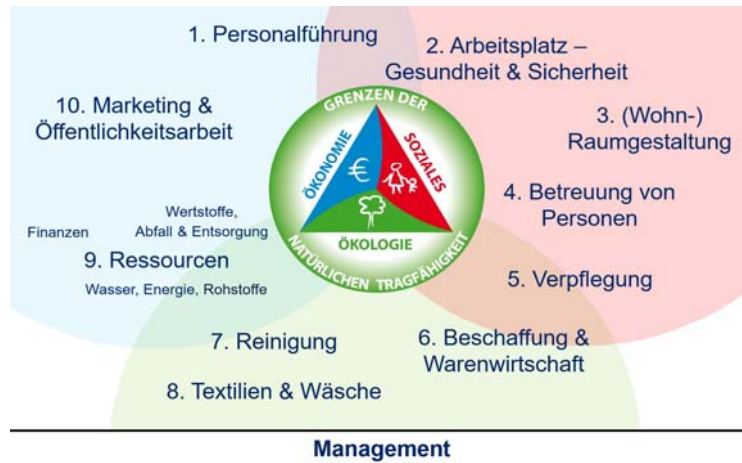 1. Personalführung
2. Arbeitsplatz –
Gesundheit & Sicherheit
3. (Wohn-)
Raumgestaltung
4. Betreuung von
Personen
5. Verpflegung
6. Beschaffung &
Warenwirtschaft
7. Reinigung
8. Textilien & Wäsche
Finanzen
Wertstoffe,
Abfall & Entsorgung
9. Ressourcen
Wasser, Energie, Rohstoffe
10. Marketing &
Öffentlichkeitsarbeit
GRENZEN DER
NATÜRLICHEN TRAGFÄHIGKEIT
ÖKONOMIE
€
SOZIALES
ÖKOLOGIE
Management